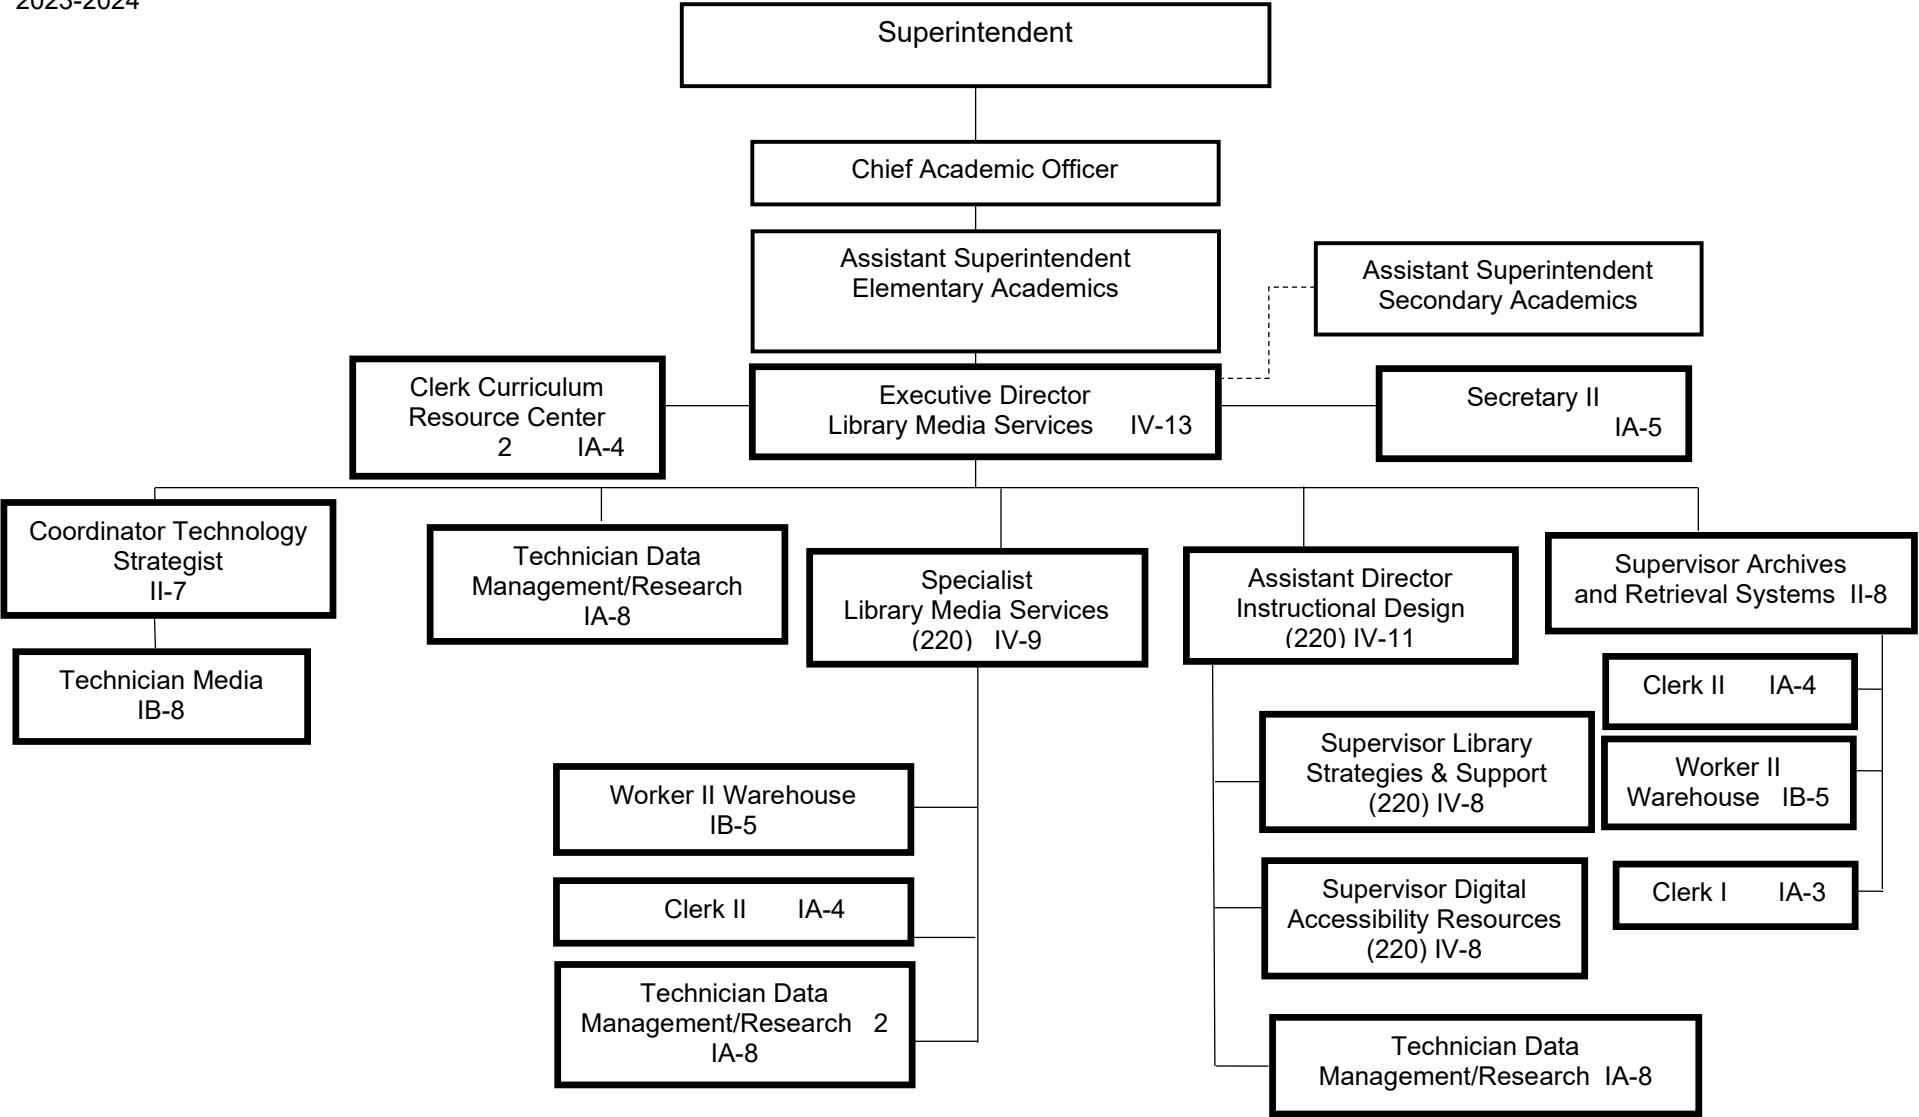 2023-2024
Superintendent
Chief Academic Officer
Assistant Superintendent
Elementary Academics
Assistant Superintendent
Secondary Academics
Clerk Curriculum
Resource Center
2 IA-4
Executive Director
Library Media Services IV-13
Secretary II
IA-5
Coordinator Technology
Strategist
II-7
Technician Data
Management/Research
IA-8
Specialist
Library Media Services
(220) IV-9
Assistant Director
Instructional Design
(220) IV-11
Supervisor Archives
and Retrieval Systems II-8
Technician Media
IB-8
Worker II Warehouse
IB-5
Clerk II IA-4
Technician Data
Management/Research 2
IA-8
Supervisor Library
Strategies & Support
(220) IV-8
Supervisor Digital
Accessibility Resources
(220) IV-8
Technician Data
Management/Research IA-8
Clerk II IA-4
Worker II
Warehouse IB-5
Clerk I IA-3